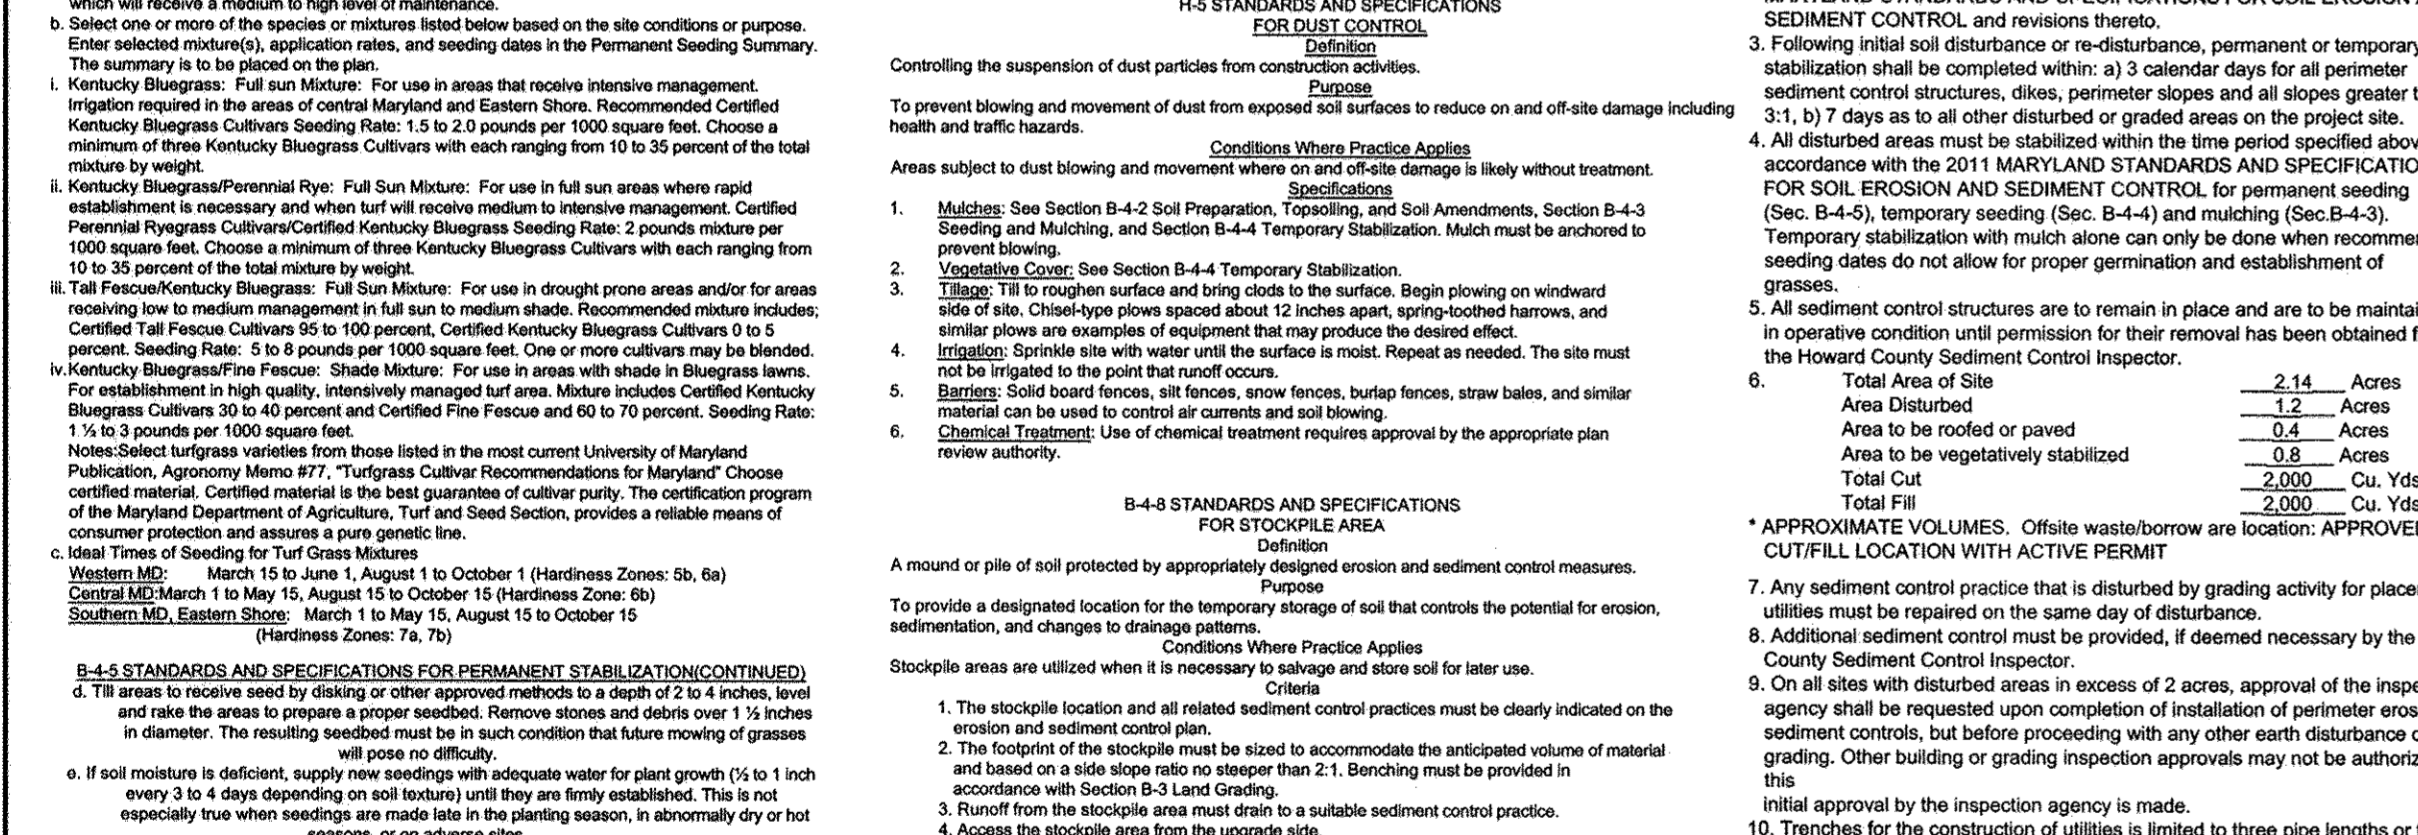 which will receive a medium to high level of maintenance.
b. Select one or more of the species or mixtures listed below based on the site conditions or purpose.
Enter selected mixture(s), application rates, and seeding dates in the Permanent Seeding Summary.
The summary is to be placed on the plan.
i. Kentucky Bluegrass: Full sun Mixture: For use in areas that receive intensive management.
Irrigation required in the areas of central Maryland and Eastern Shore. Recommended Certified
Kentucky Bluegrass Cultivars Seeding Rate: 1.5 to 2.0 pounds per 1000 square feet. Choose a
minimum of three Kentucky Bluegrass Cultivars with each ranging from 10 to 35 percent of the total
mixture by weight.
ii. Kentucky Bluegrass/Perennial Rye: Full Sun Mixture: For use in full sun areas where rapid
establishment is necessary and when turf will receive medium to intensive management. Certified
Perennial Ryegrass Cultivars/Certified Kentucky Bluegrass Seeding Rate: 2 pounds mixture per
1000 square feet. Choose a minimum of three Kentucky Bluegrass Cultivars with each ranging from
10 to 35 percent of the total mixture by weight.
iii. Tall Fescue/Kentucky Bluegrass: Full Sun Mixture: For use in drought prone areas and/or for areas
receiving low to medium management in full sun to medium shade. Recommended mixture includes;
Certified Tall Fescue Cultivars 95 to 100 percent, Certified Kentucky Bluegrass Cultivars 0 to 5
percent. Seeding Rate: 5 to 8 pounds per 1000 square feet. One or more cultivars may be blended.
iv. Kentucky Bluegrass/Fine Fescue: Shade Mixture: For use in areas with shade in Bluegrass lawns.
For establishment in high quality, intensively managed turf area. Mixture includes Certified Kentucky
Bluegrass Cultivars 30 to 40 percent and Certified Fine Fescue and 60 to 70 percent. Seeding Rate:
1 ½ to 3 pounds per 1000 square feet.
Notes:Select turfgrass varieties from those listed in the most current University of Maryland
Publication, Agronomy Memo #77, "Turfgrass Cultivar Recommendations for Maryland" Choose
certified material. Certified material is the best guarantee of cultivar purity. The certification program
of the Maryland Department of Agriculture, Turf and Seed Section, provides a reliable means of
consumer protection and assures a pure genetic line.
c. Ideal Times of Seeding for Turf Grass Mixtures
Western MD: March 15 to June 1, August 1 to October 1 (Hardiness Zones: 5b, 6a)
Central MD:March 1 to May 15, August 15 to October 15 (Hardiness Zone: 6b)
Southern MD, Eastern Shore: March 1 to May 15, August 15 to October 15
(Hardiness Zones: 7a, 7b)
B-4-5 STANDARDS AND SPECIFICATIONS FOR PERMANENT STABILIZATION(CONTINUED)
d. Till areas to receive seed by disking or other approved methods to a depth of 2 to 4 inches, level
and rake the areas to prepare a proper seedbed. Remove stones and debris over 1 ½ inches
in diameter. The resulting seedbed must be in such condition that future mowing of grasses
will pose no difficulty.
e. If soil moisture is deficient, supply new seedings with adequate water for plant growth (½ to 1 inch
every 3 to 4 days depending on soil texture) until they are firmly established. This is not
especially true when seedings are made late in the planting season, in abnormally dry or hot
seasons, or on adverse sites.
H-5 STANDARDS AND SPECIFICATIONS
FOR DUST CONTROL
Definition
Controlling the suspension of dust particles from construction activities.
Purpose
To prevent blowing and movement of dust from exposed soil surfaces to reduce on and off-site damage including
health and traffic hazards.
Conditions Where Practice Applies
Areas subject to dust blowing and movement where on and off-site damage is likely without treatment.
Specifications
1. Mulches: See Section B-4-2 Soil Preparation, Topsoiling, and Soil Amendments, Section B-4-3
Seeding and Mulching, and Section B-4-4 Temporary Stabilization. Mulch must be anchored to
prevent blowing.
2. Vegetative Cover: See Section B-4-4 Temporary Stabilization.
3. Tillage: Till to roughen surface and bring clods to the surface. Begin plowing on windward
side of site. Chisel-type plows spaced about 12 inches apart, spring-toothed harrows, and
similar plows are examples of equipment that may produce the desired effect.
4. Irrigation: Sprinkle site with water until the surface is moist. Repeat as needed. The site must
not be irrigated to the point that runoff occurs.
5. Barriers: Solid board fences, silt fences, snow fences, burlap fences, straw bales, and similar
material can be used to control air currents and soil blowing.
6. Chemical Treatment: Use of chemical treatment requires approval by the appropriate plan
review authority.
B-4-8 STANDARDS AND SPECIFICATIONS
FOR STOCKPILE AREA
Definition
A mound or pile of soil protected by appropriately designed erosion and sediment control measures.
Purpose
To provide a designated location for the temporary storage of soil that controls the potential for erosion,
sedimentation, and changes to drainage patterns.
Conditions Where Practice Applies
Stockpile areas are utilized when it is necessary to salvage and store soil for later use.
Criteria
1. The stockpile location and all related sediment control practices must be clearly indicated on the
erosion and sediment control plan.
2. The footprint of the stockpile must be sized to accommodate the anticipated volume of material
and based on a side slope ratio no steeper than 2:1. Benching must be provided in
accordance with Section B-3 Land Grading.
3. Runoff from the stockpile area must drain to a suitable sediment control practice.
4. Access the stockpile area from the upgrade side.
SEDIMENT CONTROL and revisions thereto.
3. Following initial soil disturbance or re-disturbance, permanent or temporary
stabilization shall be completed within: a) 3 calendar days for all perimeter
sediment control structures, dikes, perimeter slopes and all slopes greater t
3:1, b) 7 days as to all other disturbed or graded areas on the project site.
4. All disturbed areas must be stabilized within the time period specified abov
accordance with the 2011 MARYLAND STANDARDS AND SPECIFICATIO
FOR SOIL EROSION AND SEDIMENT CONTROL for permanent seeding
(Sec. B-4-5), temporary seeding (Sec. B-4-4) and mulching (Sec.B-4-3).
Temporary stabilization with mulch alone can only be done when recomme
seeding dates do not allow for proper germination and establishment of
grasses.
5. All sediment control structures are to remain in place and are to be maintai
in operative condition until permission for their removal has been obtained f
the Howard County Sediment Control Inspector.
6. Total Area of Site 2.14 Acres
Area Disturbed 1.2 Acres
Area to be roofed or paved 0.4 Acres
Area to be vegetatively stabilized 0.8 Acres
Total Cut 2,000 Cu. Yds
Total Fill 2,000 Cu. Yds
* APPROXIMATE VOLUMES. Offsite waste/borrow are location: APPROVE
CUT/FILL LOCATION WITH ACTIVE PERMIT
7. Any sediment control practice that is disturbed by grading activity for place
utilities must be repaired on the same day of disturbance.
8. Additional sediment control must be provided, if deemed necessary by the
County Sediment Control Inspector.
9. On all sites with disturbed areas in excess of 2 acres, approval of the inspe
agency shall be requested upon completion of installation of perimeter eros
sediment controls, but before proceeding with any other earth disturbance o
grading. Other building or grading inspection approvals may not be authoriz
this
initial approval by the inspection agency is made.
10. Trenches for the construction of utilities is limited to three pipe lengths or